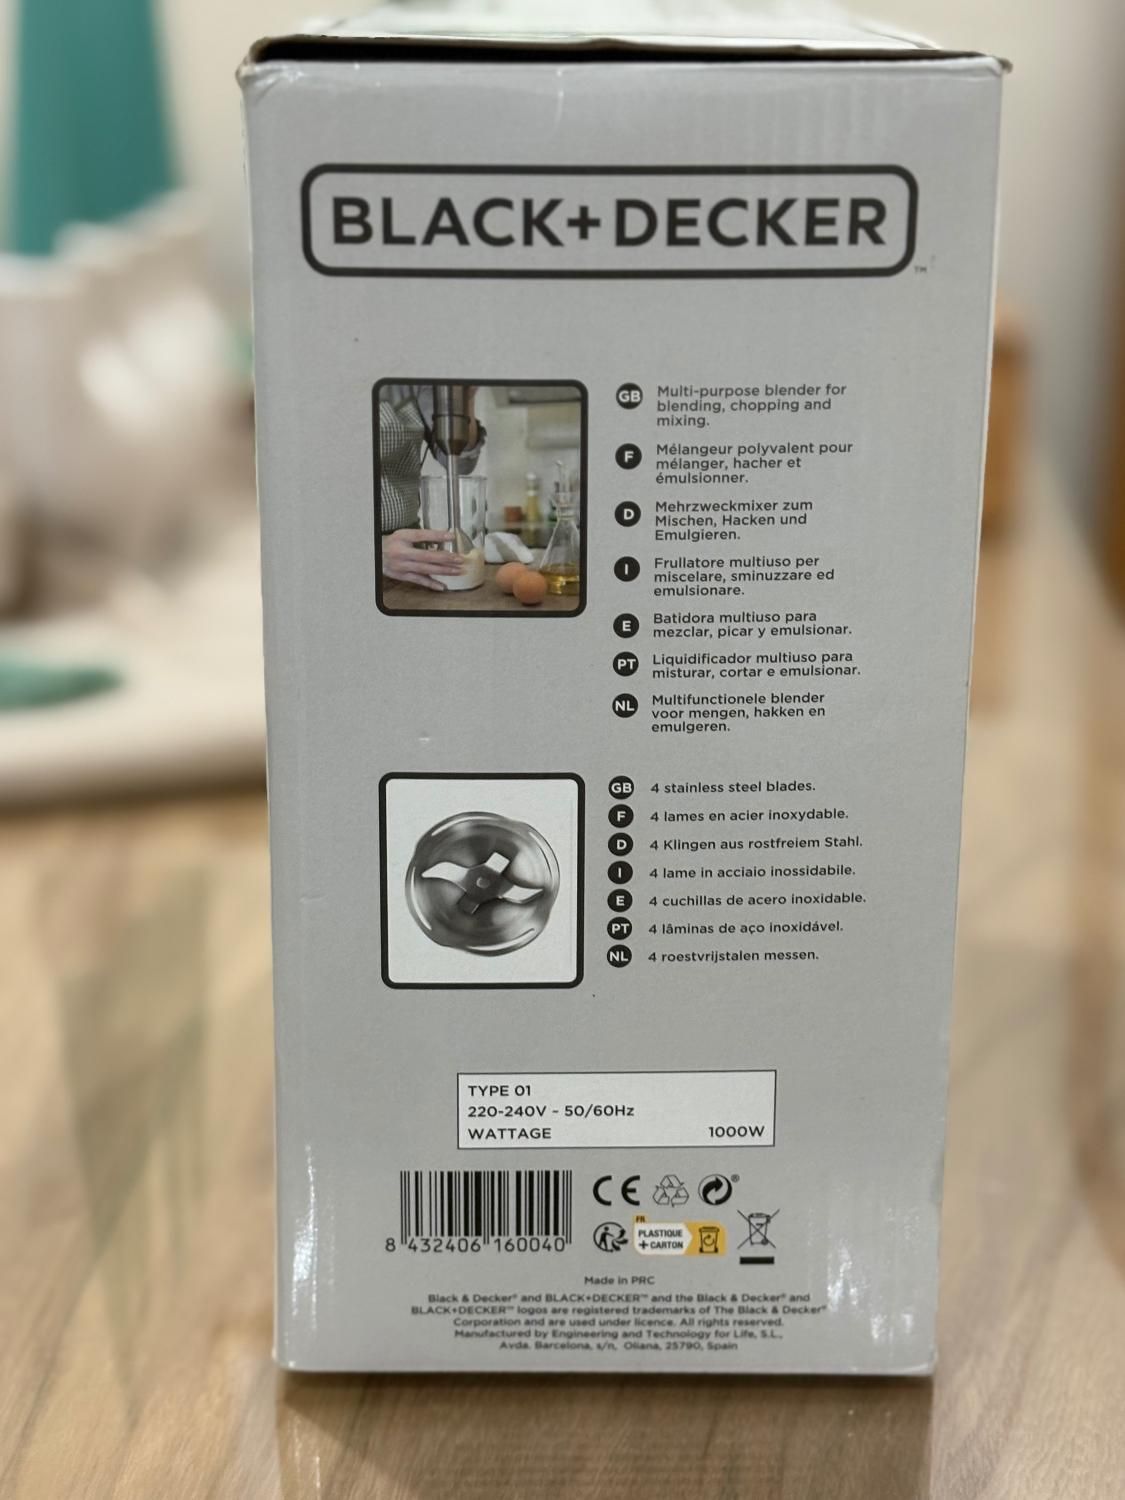 BLACK+DECKER
™
GB Multi-purpose blender for
blending, chopping and
mixing.
F Mélangeur polyvalent pour
mélanger, hacher et
émulsionner.
D Mehrzweckmixer zum
Mischen, Hacken und
Emulgieren.
I Frullatore multiuso per
miscelare, sminuzzare ed
emulsionare.
E Batidora multiuso para
mezclar, picar y emulsionar.
PT Liquidificador multiuso para
misturar, cortar e emulsionar.
NL Multifunctionele blender
voor mengen, hakken en
emulgeren.
GB 4 stainless steel blades.
F 4 lames en acier inoxydable.
D 4 Klingen aus rostfreiem Stahl.
I 4 lame in acciaio inossidabile.
E 4 cuchillas de acero inoxidable.
PT 4 lâminas de aço inoxidável.
NL 4 roestvrijstalen messen.
TYPE 01
220-240V ~ 50/60Hz
WATTAGE 1000W
CE
®
FR
PLASTIQUE
+CARTON
8 432406 160040
Made in PRC
Black & Decker® and BLACK+DECKER™ and the Black & Decker® and
BLACK+DECKER™ logos are registered trademarks of The Black & Decker®
Corporation and are used under licence. All rights reserved.
Manufactured by Engineering and Technology for Life, S.L.,
Avda. Barcelona, s/n, Oliana, 25790, Spain